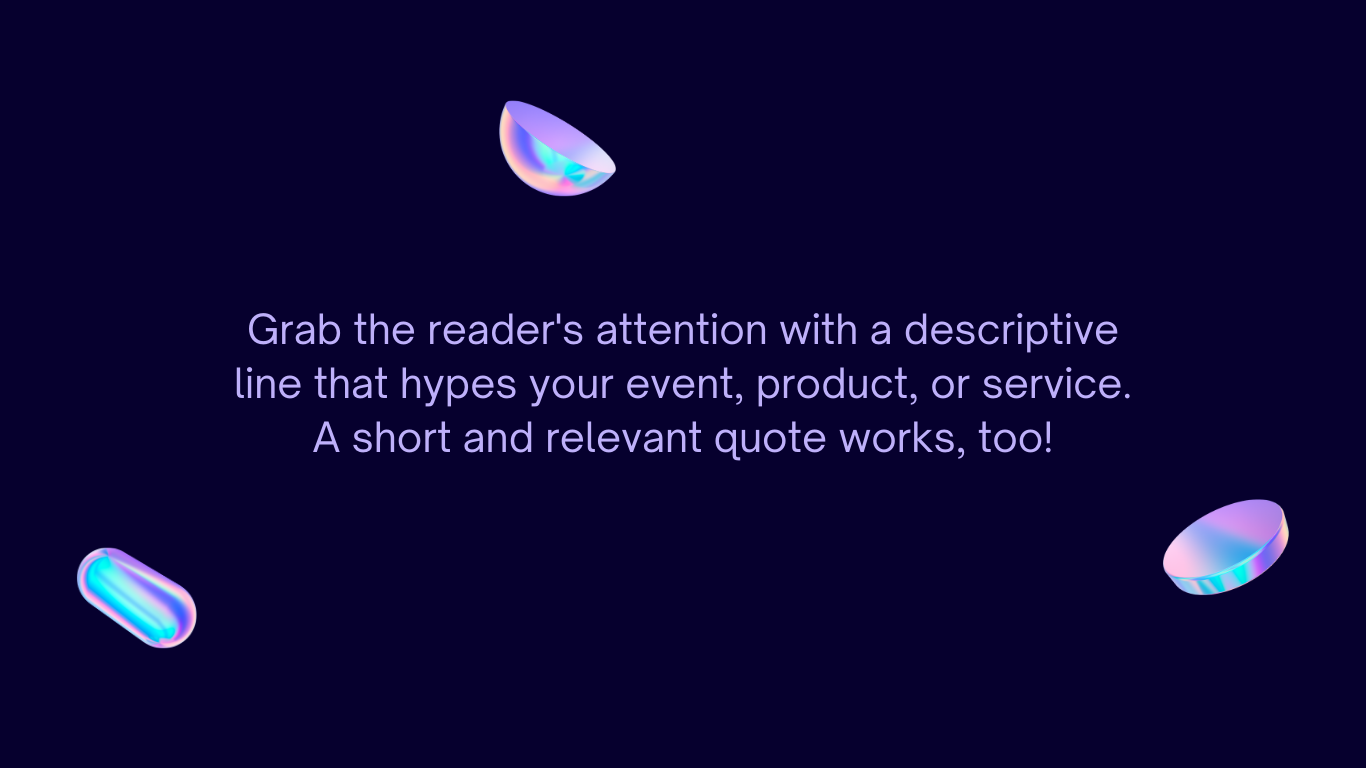 Grab the reader's attention with a descriptive
line that hypes your event, product, or service.
A short and relevant quote works, too!